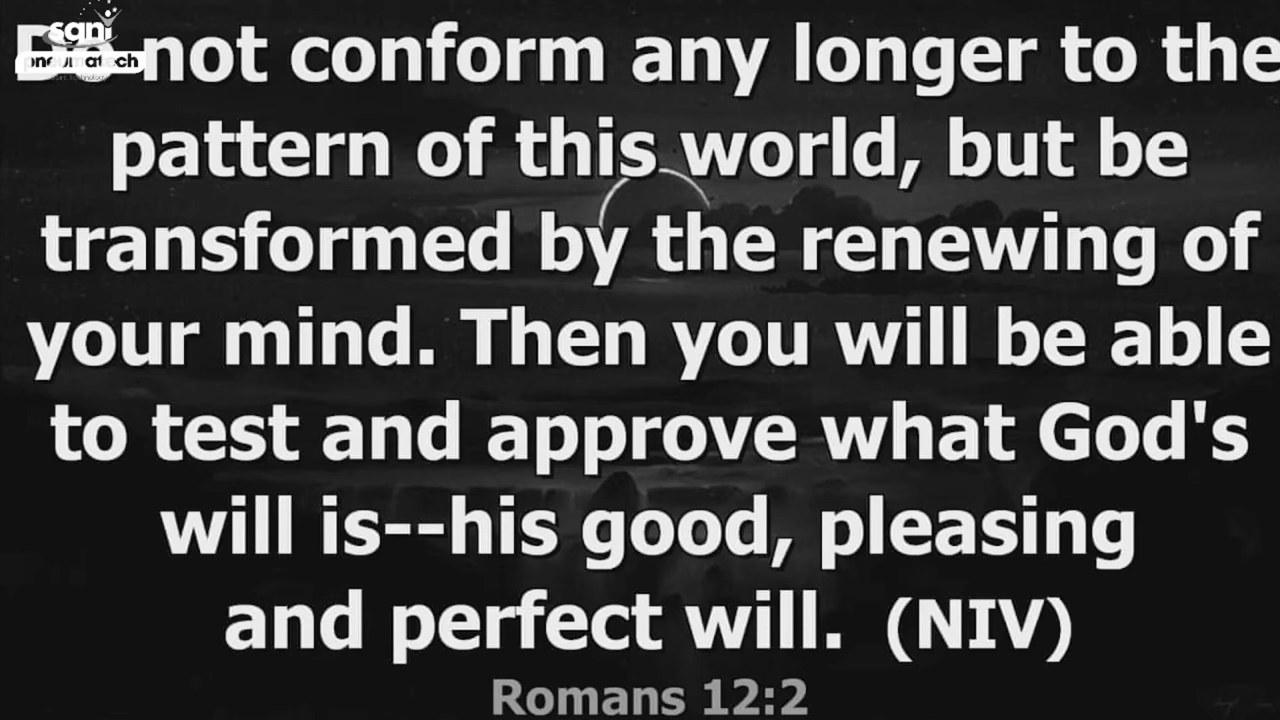 sgni
pneumatech
not conform any longer to the
pattern of this world, but be
transformed by the renewing of
your mind. Then you will be able
to test and approve what God's
will is--his good, pleasing
and perfect will. (NIV)
Romans 12:2